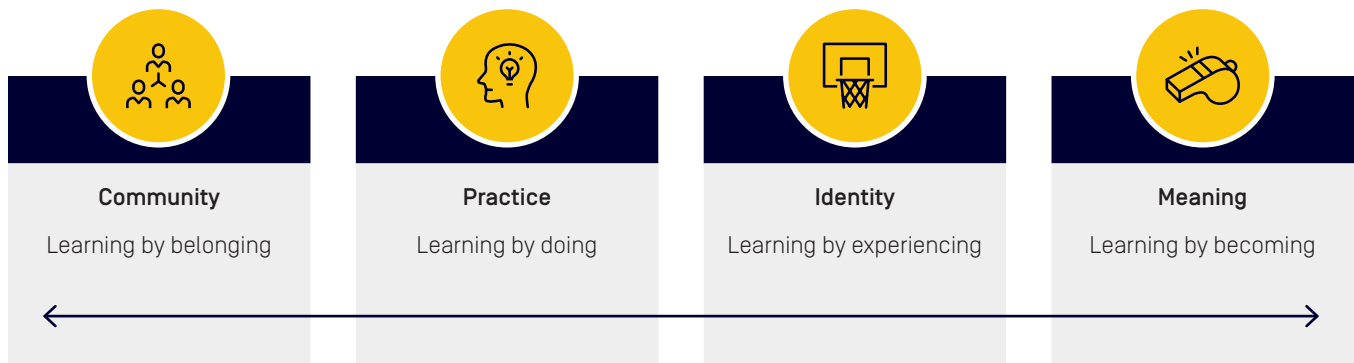 Community
Learning by belonging
Practice
Learning by doing
Identity
Learning by experiencing
Meaning
Learning by becoming